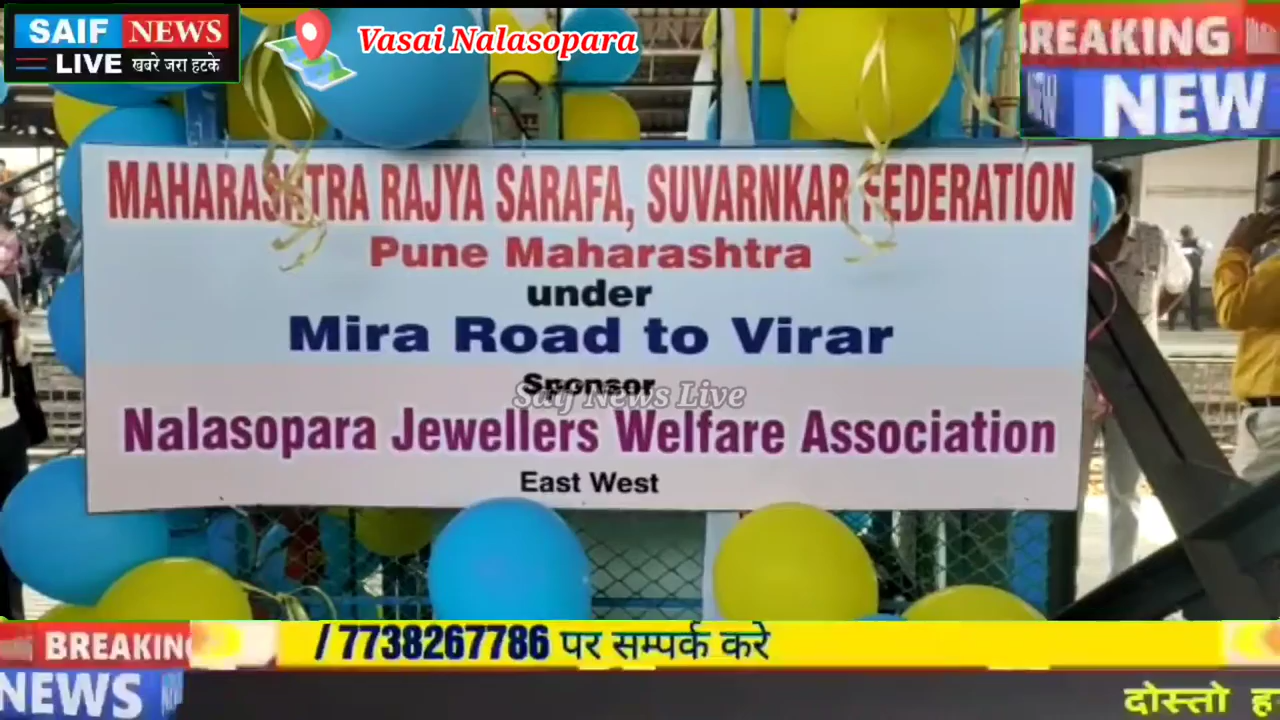 SAIF NEWS
LIVE खबरे जरा हटके
Vasai Nalasopara
BREAKING
NEW
NEW
MAHARASHTRA RAJYA SARAFA, SUVARNKAR FEDERATION
Pune Maharashtra
under
Mira Road to Virar
Sponsor
Saif News Live
Nalasopara Jewellers Welfare Association
East West
BREAKIN
/ 7738267786 पर सम्पर्क करे
NEWS
दोस्तो ह